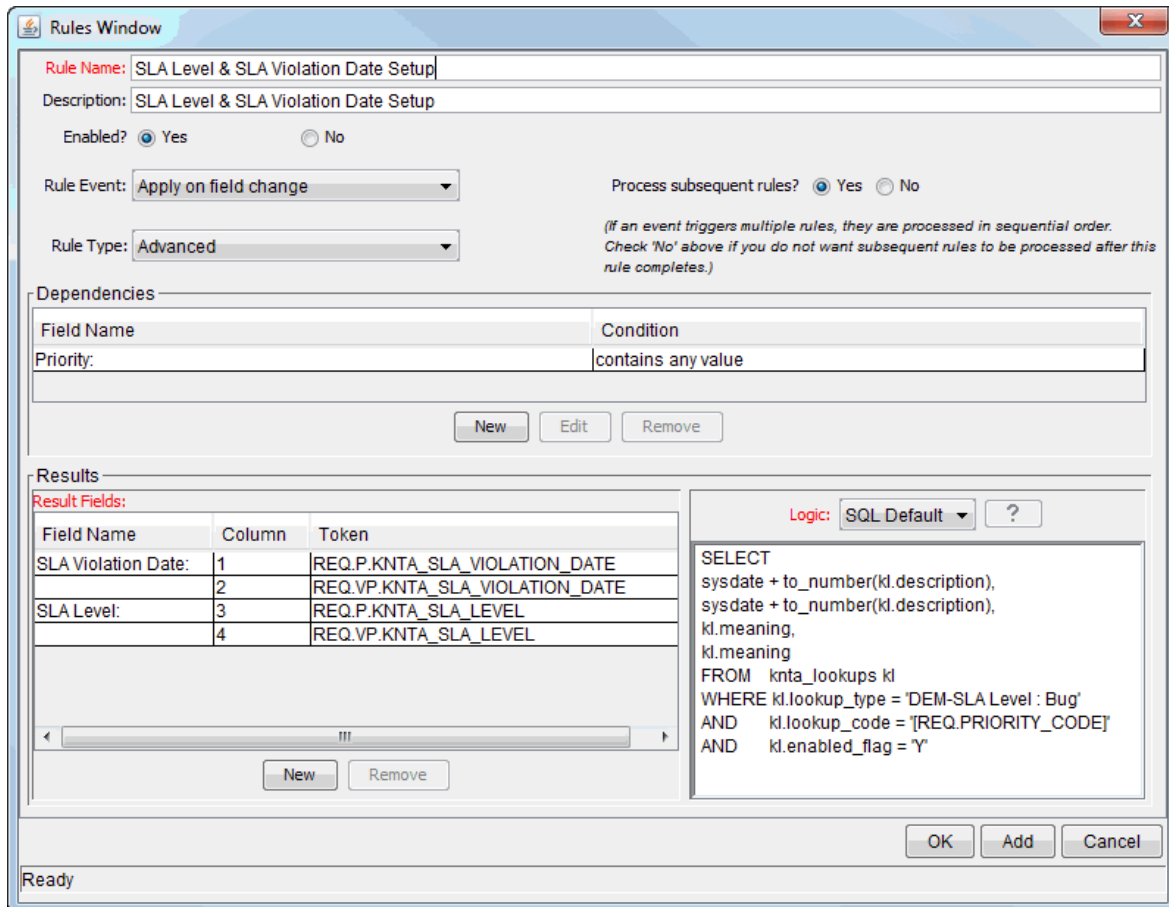 Rules Window
Rule Name: SLA Level & SLA Violation Date Setup
Description: SLA Level & SLA Violation Date Setup
Enabled? Yes No
Rule Event: Apply on field change
Process subsequent rules? Yes No
(If an event triggers multiple rules, they are processed in sequential order.
Check 'No' above if you do not want subsequent rules to be processed after this
rule completes.)
Rule Type: Advanced
Dependencies
Field Name Condition
Priority: contains any value
New Edit Remove
Results
Result Fields:
Field Name Column Token
SLA Violation Date: 1 REQ.P.KNTA_SLA_VIOLATION_DATE
2 REQ.VP.KNTA_SLA_VIOLATION_DATE
SLA Level: 3 REQ.P.KNTA_SLA_LEVEL
4 REQ.VP.KNTA_SLA_LEVEL
New Remove
Logic: SQL Default ?
SELECT
sysdate + to_number(kl.description),
sysdate + to_number(kl.description),
kl.meaning,
kl.meaning
FROM knta_lookups kl
WHERE kl.lookup_type = 'DEM-SLA Level : Bug'
AND kl.lookup_code = '[REQ.PRIORITY_CODE]'
AND kl.enabled_flag = 'Y'
OK Add Cancel
Ready